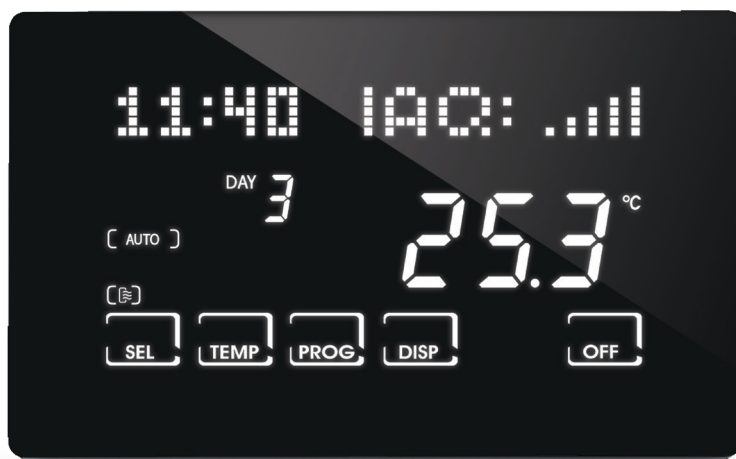 11:40 IAQ:
DAY 3
25.3 °C
[ AUTO ]
SEL TEMP PROG DISP OFF